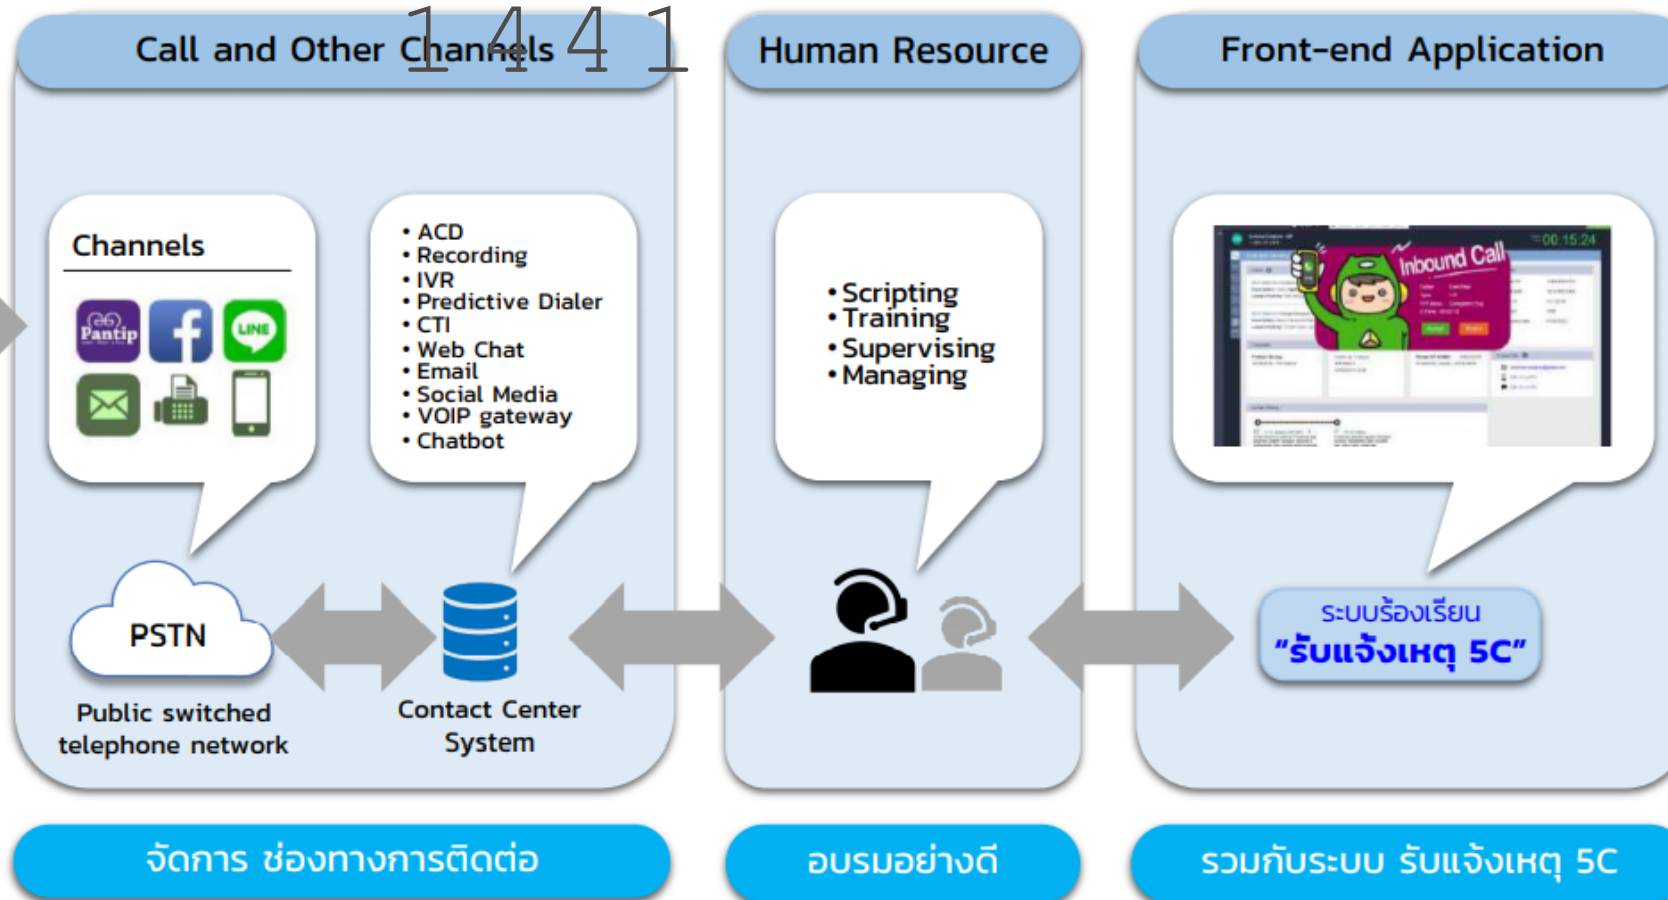 1441
Call and Other Channels
Channels
Pantip
LINE
• ACD
• Recording
• IVR
• Predictive Dialer
• CTI
• Web Chat
• Email
• Social Media
• VOIP gateway
• Chatbot
PSTN
Public switched
telephone network
Contact Center
System
จัดการ ช่องทางการติดต่อ
Human Resource
• Scripting
• Training
• Supervising
• Managing
อบรมอย่างดี
Front-end Application
00:15:24
Inbound Call
ระบบร้องเรียน
“รับแจ้งเหตุ 5C”
รวมกับระบบ รับแจ้งเหตุ 5C